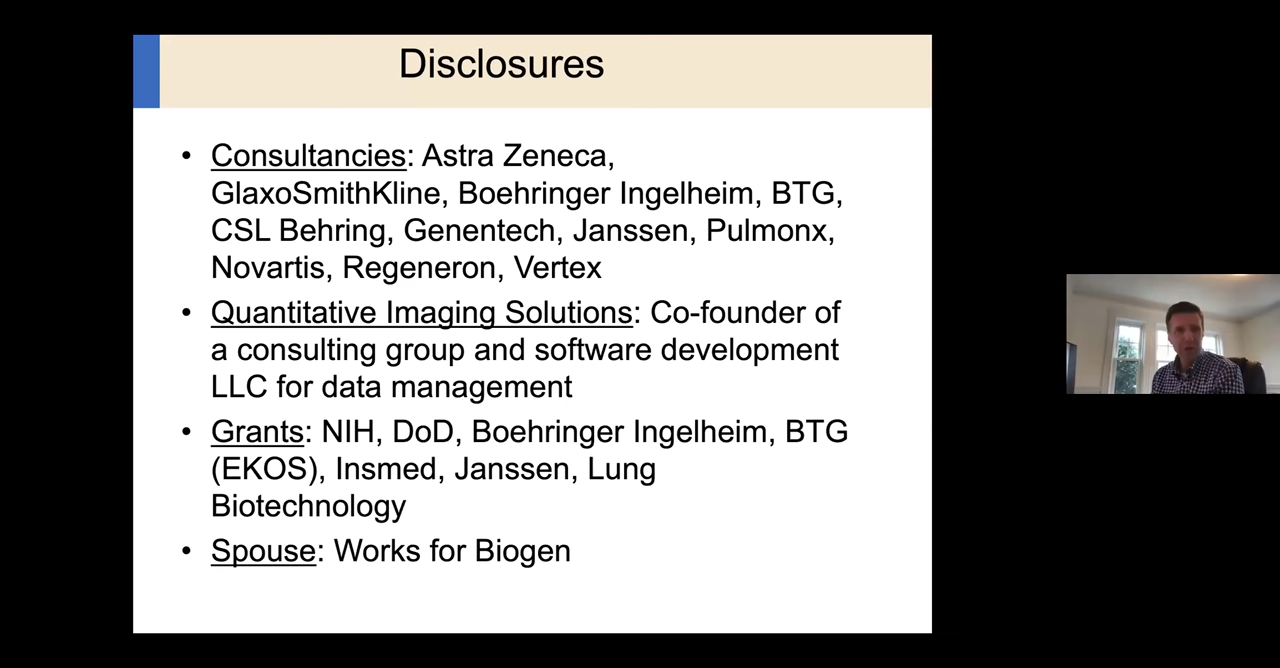 Disclosures
• Consultancies: Astra Zeneca,
GlaxoSmithKline, Boehringer Ingelheim, BTG,
CSL Behring, Genentech, Janssen, Pulmonx,
Novartis, Regeneron, Vertex
• Quantitative Imaging Solutions: Co-founder of
a consulting group and software development
LLC for data management
• Grants: NIH, DoD, Boehringer Ingelheim, BTG
(EKOS), Insmed, Janssen, Lung
Biotechnology
• Spouse: Works for Biogen